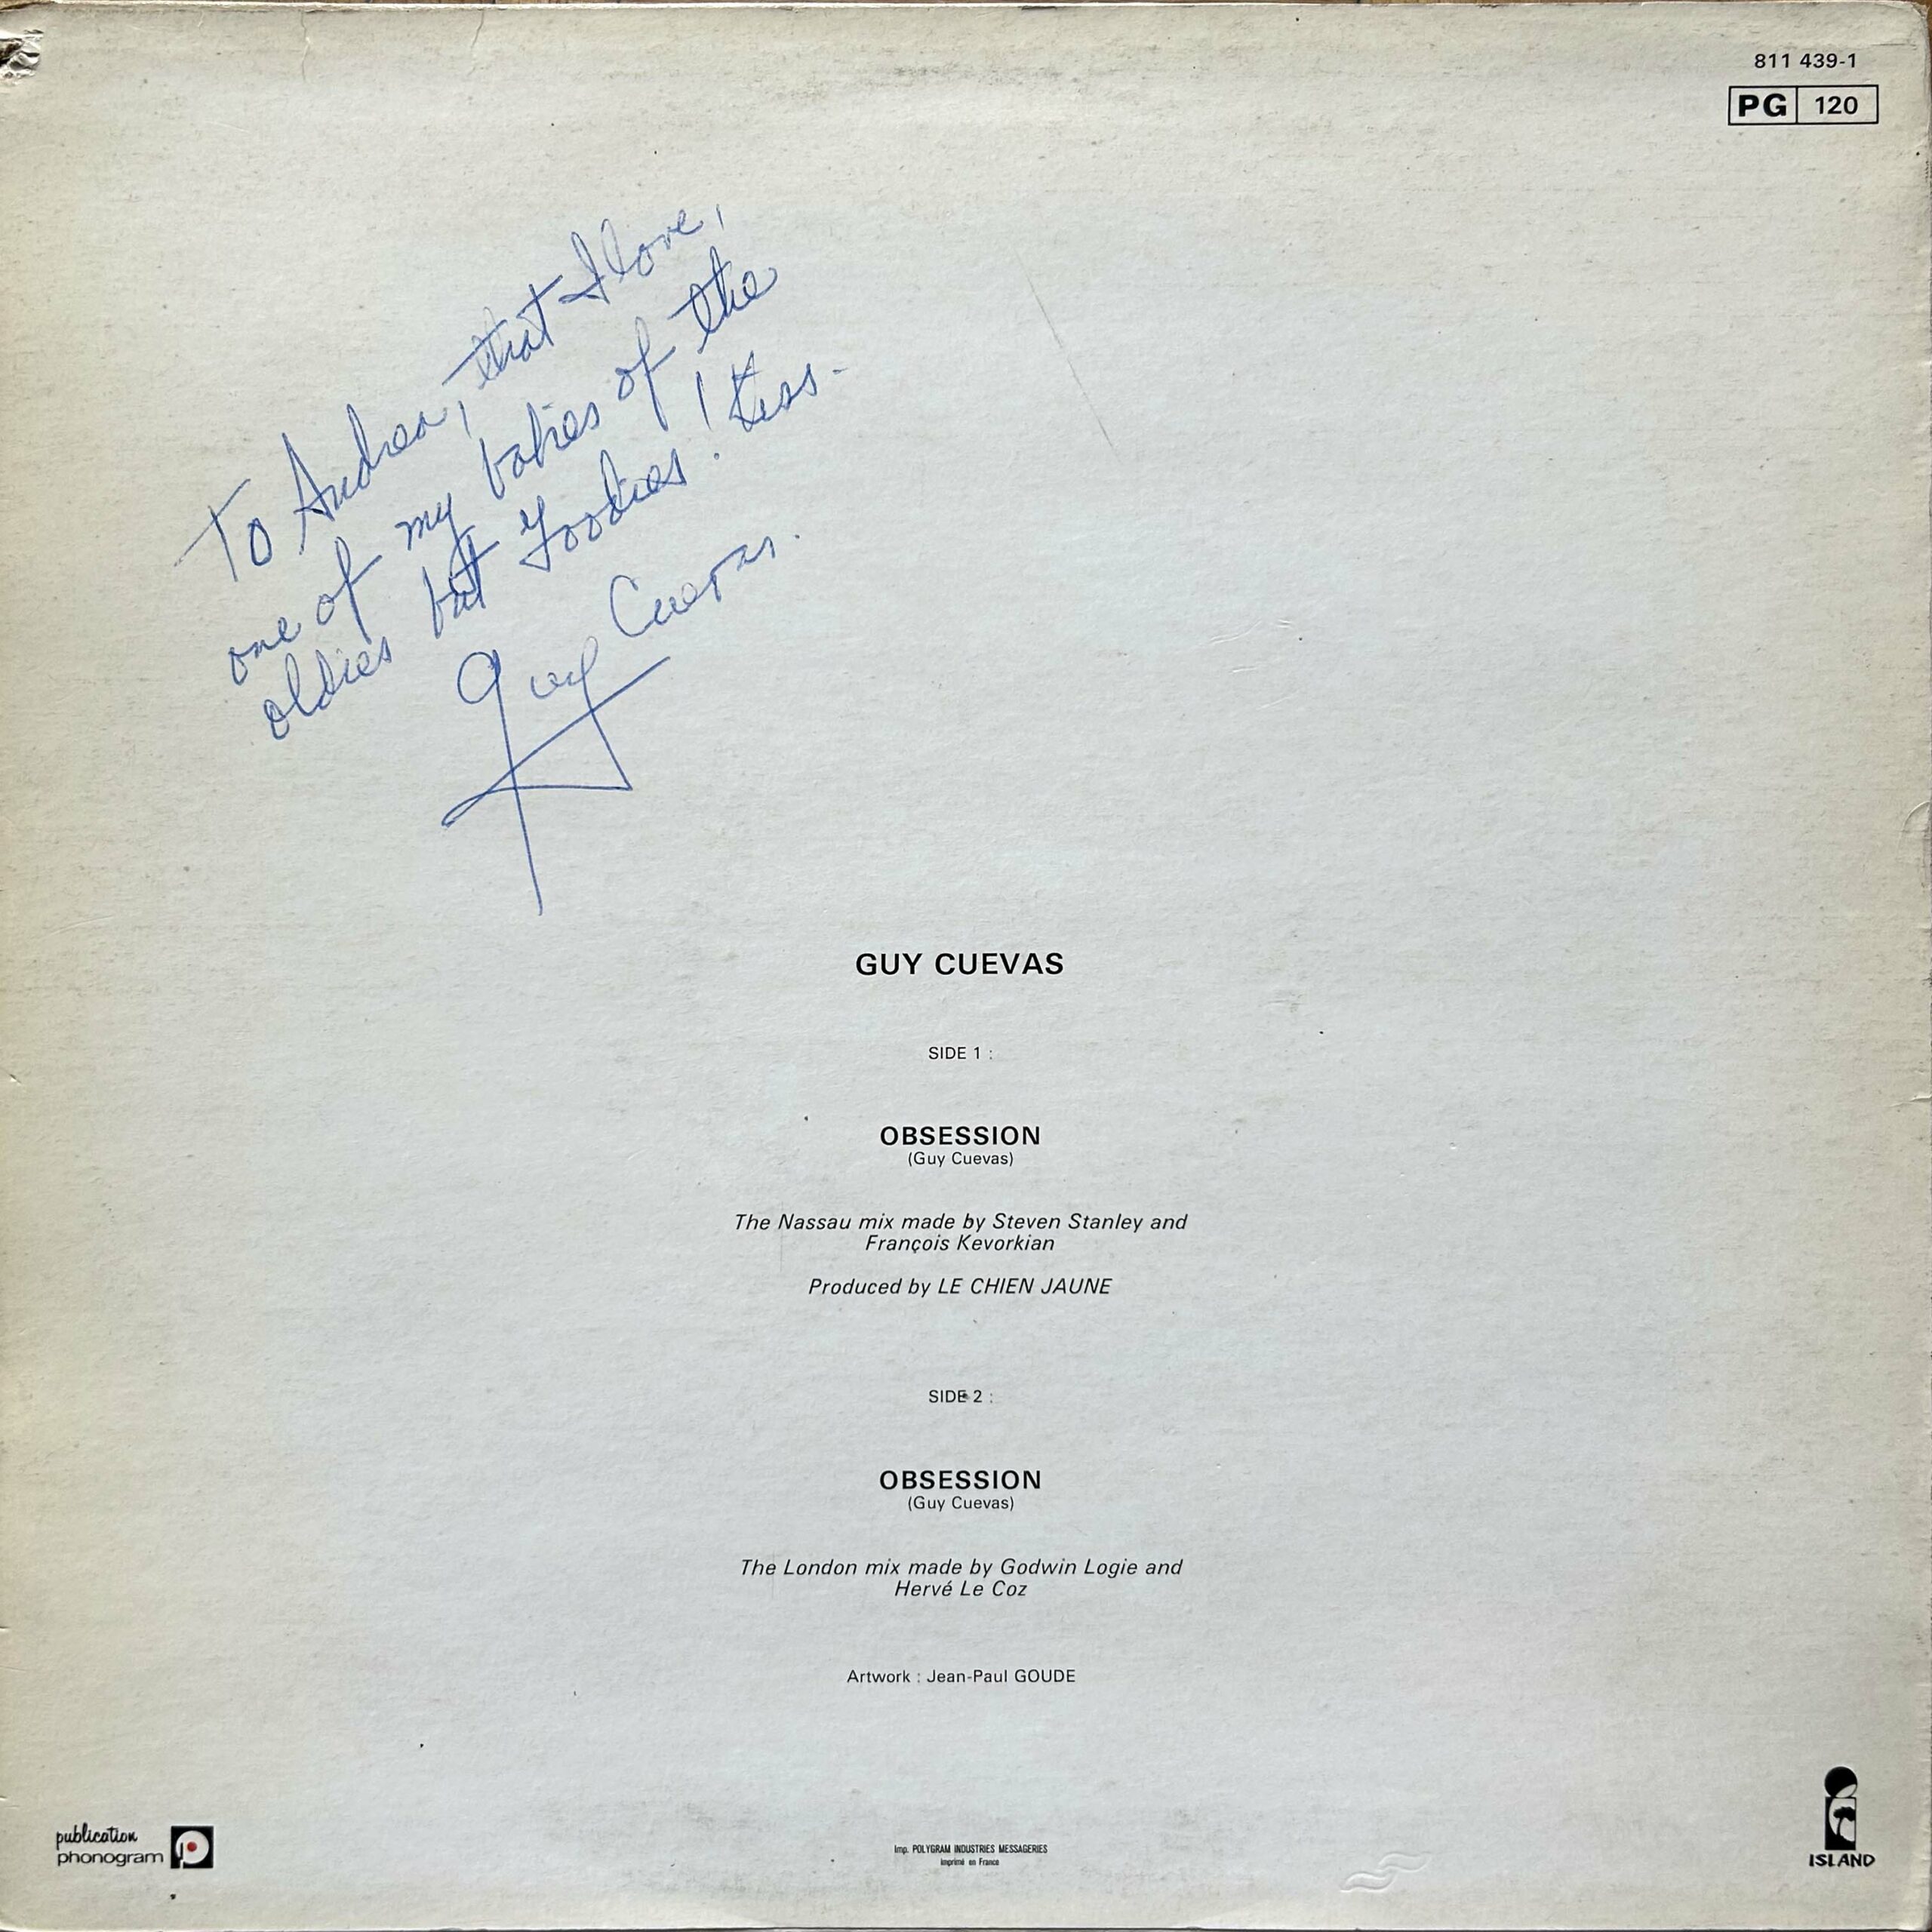 811 439-1
PG 120
To Andrea, that I love,
one of my babies of the
oldies but Goodies! Kiss.
Guy Cuevas.
GUY CUEVAS
SIDE 1 :
OBSESSION
(Guy Cuevas)
The Nassau mix made by Steven Stanley and
François Kevorkian
Produced by LE CHIEN JAUNE
SIDE 2 :
OBSESSION
(Guy Cuevas)
The London mix made by Godwin Logie and
Hervé Le Coz
Artwork : Jean-Paul GOUDE
publication
phonogram
Imp. POLYGRAM INDUSTRIES MESSAGERIES
Imprimé en France
ISLAND